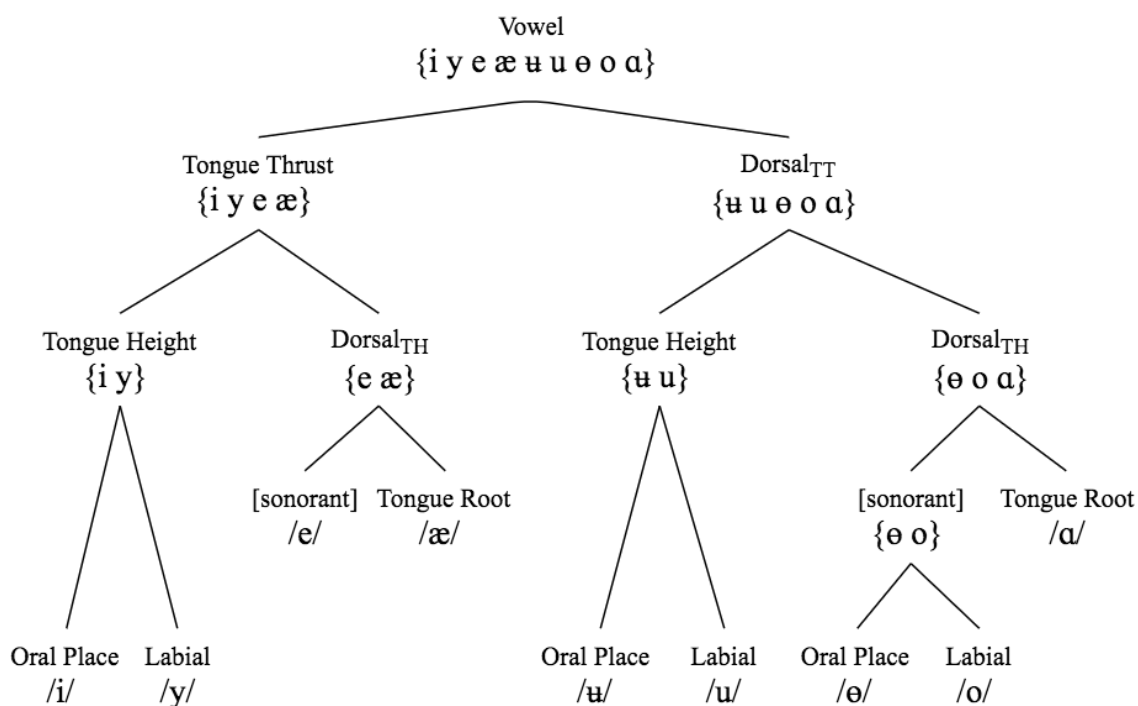 Vowel
{i y e æ ʉ u ɵ o ɑ}
Tongue Thrust
{i y e æ}
Dorsal_TT
{ʉ u ɵ o ɑ}
Tongue Height
{i y}
Dorsal_TH
{e æ}
Tongue Height
{ʉ u}
Dorsal_TH
{ɵ o ɑ}
[sonorant]
/e/
Tongue Root
/æ/
[sonorant]
{ɵ o}
Tongue Root
/ɑ/
Oral Place
/i/
Labial
/y/
Oral Place
/ʉ/
Labial
/u/
Oral Place
/ɵ/
Labial
/o/